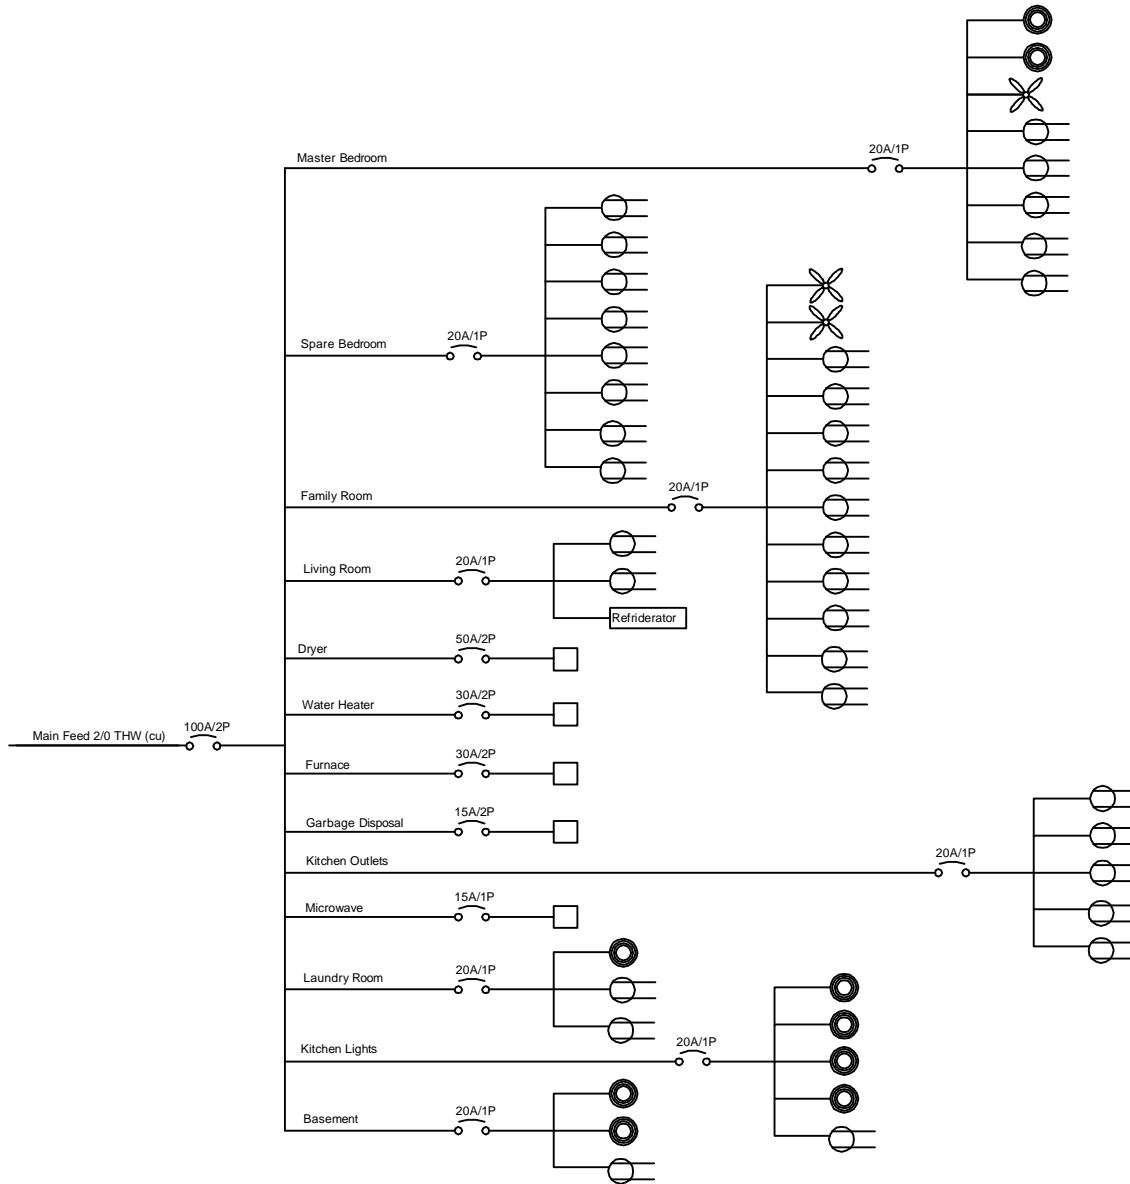 20A/1P
Master Bedroom
20A/1P
Spare Bedroom
20A/1P
Family Room
20A/1P
Living Room
Refriderator
50A/2P
Dryer
30A/2P
Water Heater
100A/2P
Main Feed 2/0 THW (cu)
30A/2P
Furnace
15A/2P
Garbage Disposal
20A/1P
Kitchen Outlets
15A/1P
Microwave
20A/1P
Laundry Room
20A/1P
Kitchen Lights
20A/1P
Basement